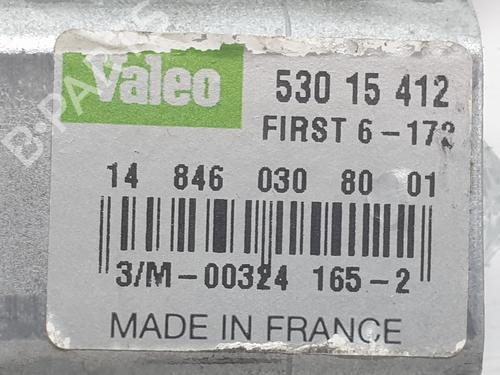 Valeo
530 15 412
FIRST 6-172
14 846 030 80 01
3/M-00324 165-2
MADE IN FRANCE
B-PARTS